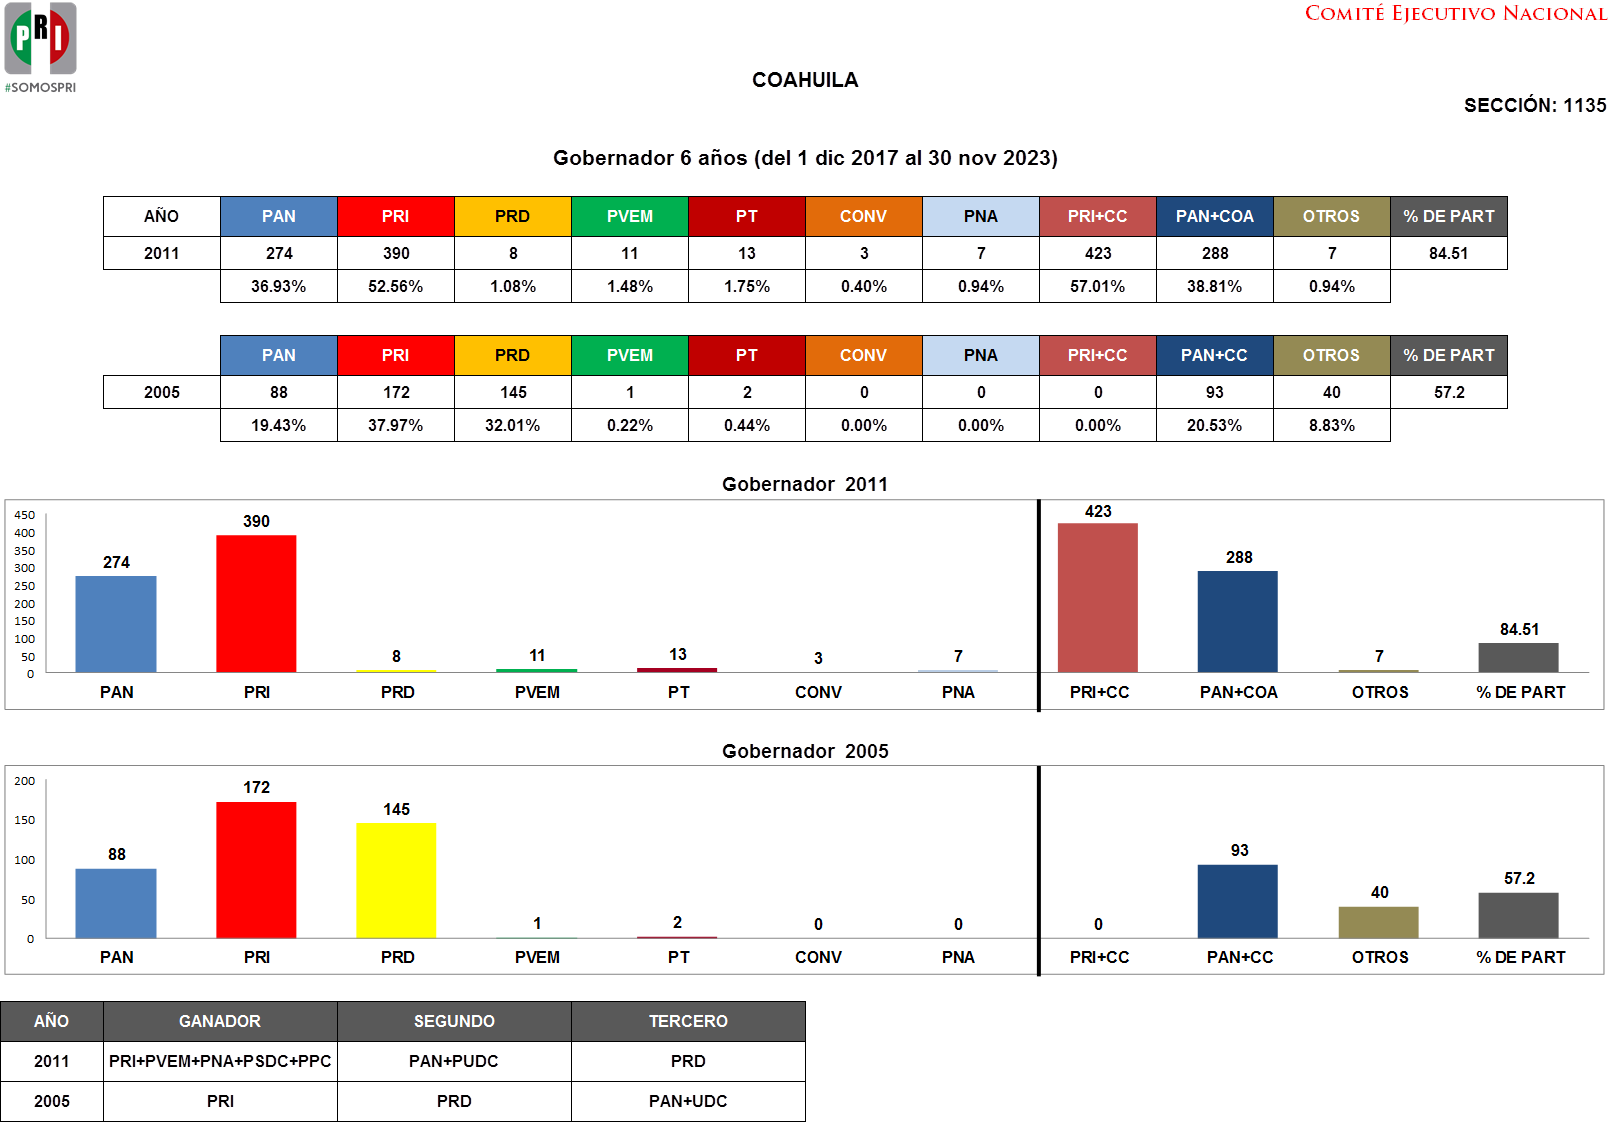 PRI
#SOMOSPRI
COMITÉ EJECUTIVO NACIONAL
COAHUILA
SECCIÓN: 1135
Gobernador 6 años (del 1 dic 2017 al 30 nov 2023)
AÑO PAN PRI PRD PVEM PT CONV PNA PRI+CC PAN+COA OTROS % DE PART
2011 274 390 8 11 13 3 7 423 288 7 84.51
36.93% 52.56% 1.08% 1.48% 1.75% 0.40% 0.94% 57.01% 38.81% 0.94%
PAN PRI PRD PVEM PT CONV PNA PRI+CC PAN+CC OTROS % DE PART
2005 88 172 145 1 2 0 0 0 93 40 57.2
19.43% 37.97% 32.01% 0.22% 0.44% 0.00% 0.00% 0.00% 20.53% 8.83%
Gobernador 2011
450
400
350
300
250
200
150
100
50
0
274 390 8 11 13 3 7 423 288 7 84.51
PAN PRI PRD PVEM PT CONV PNA PRI+CC PAN+COA OTROS % DE PART
Gobernador 2005
200
150
100
50
0
88 172 145 1 2 0 0 0 93 40 57.2
PAN PRI PRD PVEM PT CONV PNA PRI+CC PAN+CC OTROS % DE PART
AÑO GANADOR SEGUNDO TERCERO
2011 PRI+PVEM+PNA+PSDC+PPC PAN+PUDC PRD
2005 PRI PRD PAN+UDC